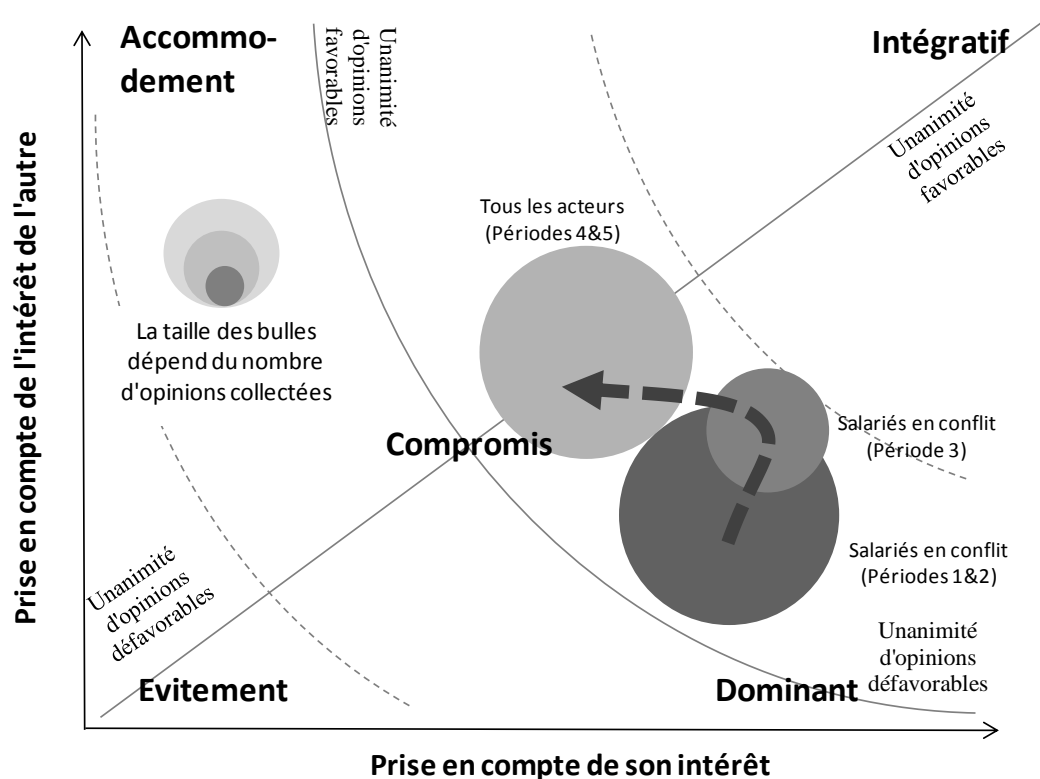 Accommo-
dement
Unanimité
d'opinions
favorables
Intégratif
Unanimité
d'opinions
favorables
Prise en compte de l'intérêt de l'autre
Tous les acteurs
(Périodes 4&5)
La taille des bulles
dépend du nombre
d'opinions collectées
Compromis
Salariés en conflit
(Période 3)
Salariés en conflit
(Périodes 1&2)
Unanimité
d'opinions
défavorables
Unanimité
d'opinions
défavorables
Evitement
Dominant
Prise en compte de son intérêt